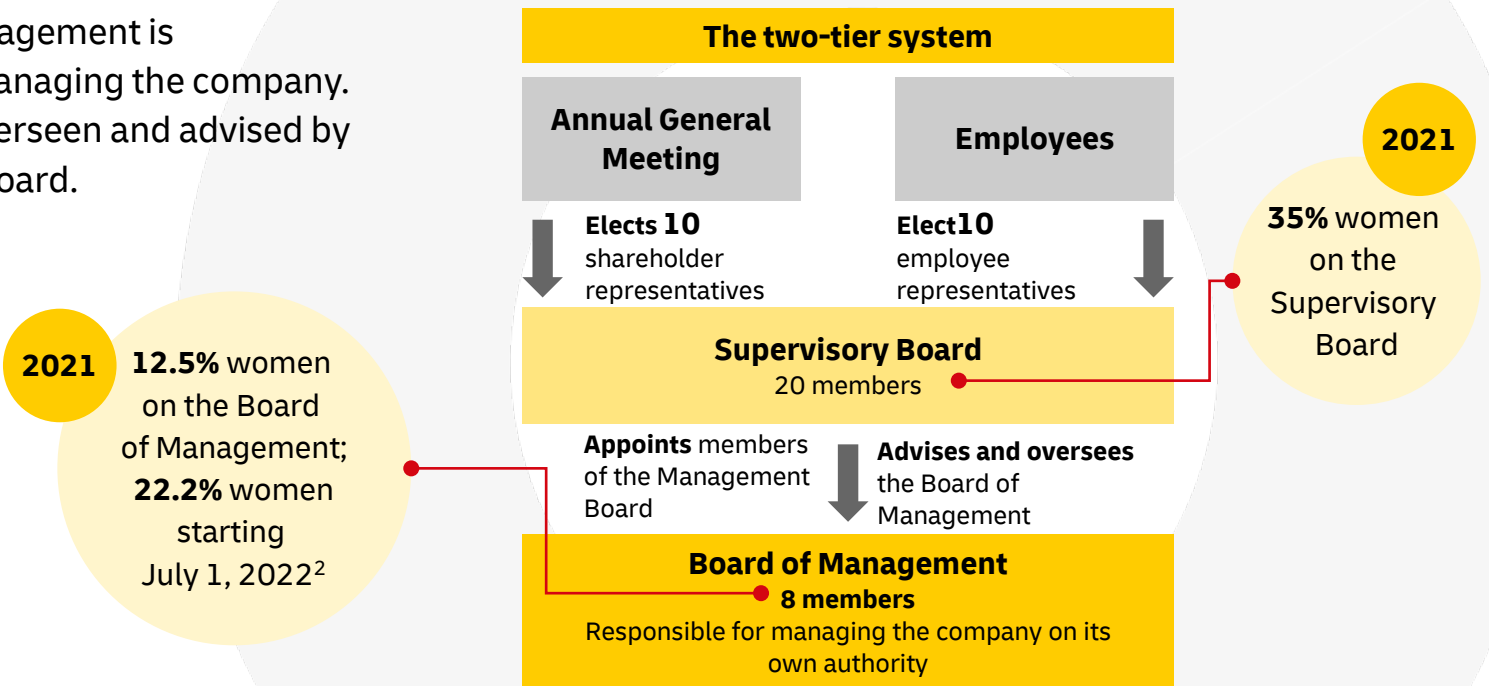 agement is
anaging the company.
erseen and advised by
oard.
The two-tier system
Annual General
Meeting
Employees
Elects 10
shareholder
representatives
Elect10
employee
representatives
2021
35% women
on the
Supervisory
Board
Supervisory Board
20 members
2021
12.5% women
on the Board
of Management;
22.2% women
starting
July 1, 2022²
Appoints members
of the Management
Board
Advises and oversees
the Board of
Management
Board of Management
8 members
Responsible for managing the company on its
own authority